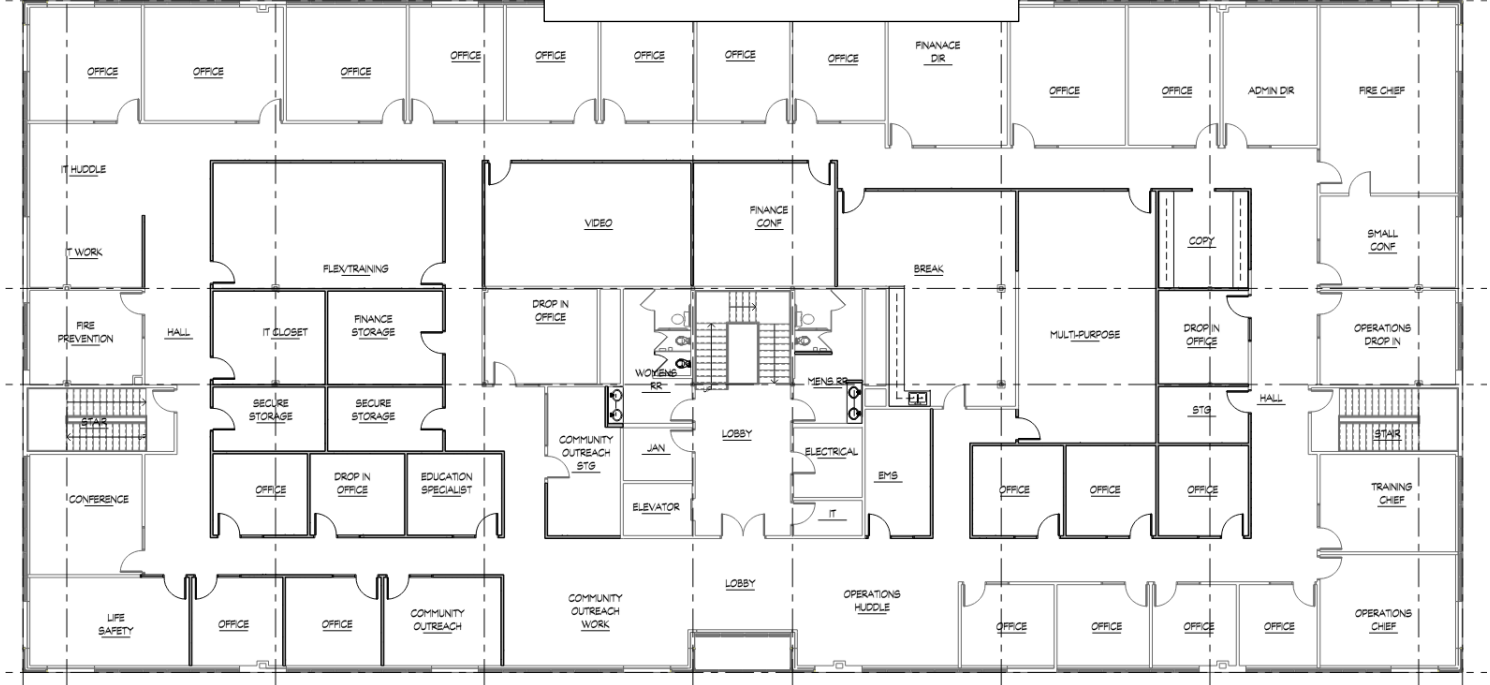 OFFICE
OFFICE
OFFICE
OFFICE
OFFICE
OFFICE
OFFICE
OFFICE
FINANACE
DIR
OFFICE
OFFICE
ADMIN DIR
FIRE CHIEF
IT HUDDLE
IT WORK
FLEX/TRAINING
VIDEO
FINANCE
CONF
BREAK
COPY
SMALL
CONF
FIRE
PREVENTION
HALL
IT CLOSET
FINANCE
STORAGE
DROP IN
OFFICE
WOMENS
RR
MENS RR
MULTI-PURPOSE
DROP IN
OFFICE
OPERATIONS
DROP IN
STAIR
SECURE
STORAGE
SECURE
STORAGE
COMMUNITY
OUTREACH
STG
JAN
LOBBY
ELECTRICAL
STG
HALL
STAIR
CONFERENCE
OFFICE
DROP IN
OFFICE
EDUCATION
SPECIALIST
ELEVATOR
IT
EMS
OFFICE
OFFICE
OFFICE
TRAINING
CHIEF
LIFE
SAFETY
OFFICE
OFFICE
COMMUNITY
OUTREACH
COMMUNITY
OUTREACH
WORK
LOBBY
OPERATIONS
HUDDLE
OFFICE
OFFICE
OFFICE
OFFICE
OPERATIONS
CHIEF